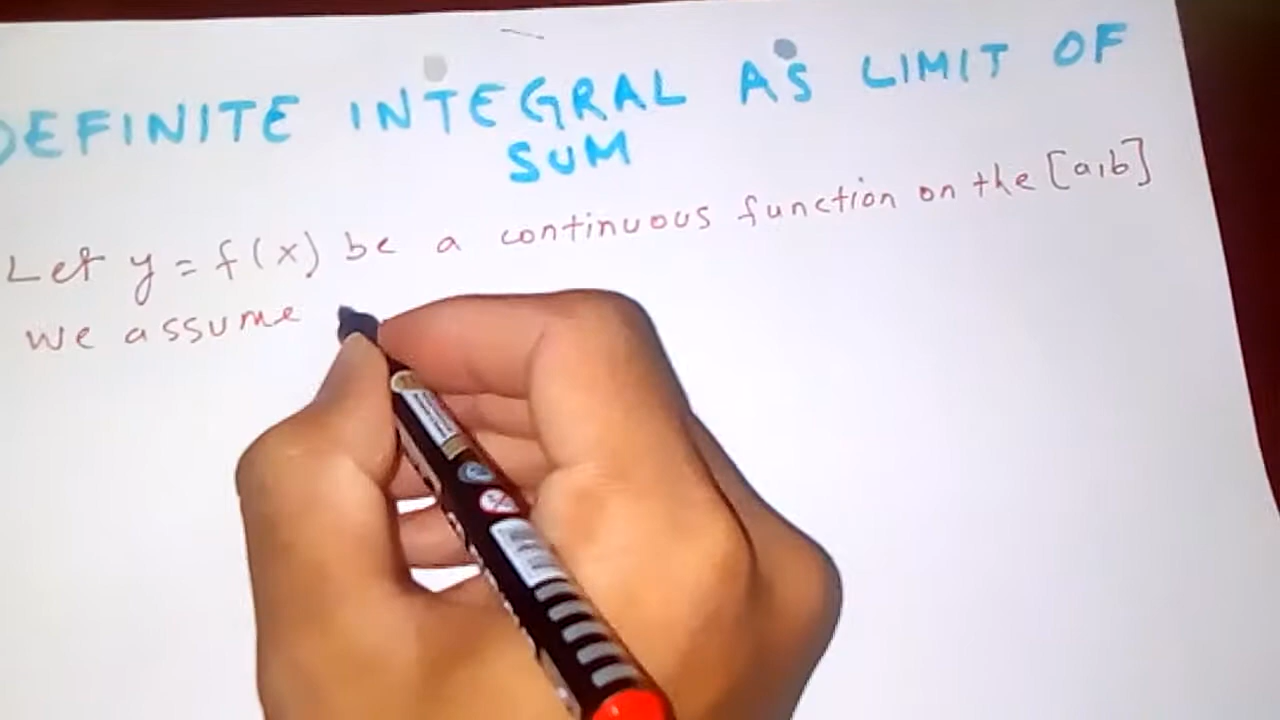 DEFINITE INTEGRAL AS LIMIT OF
SUM
Let y = f(x) be a continuous function on the [a,b]
we assume